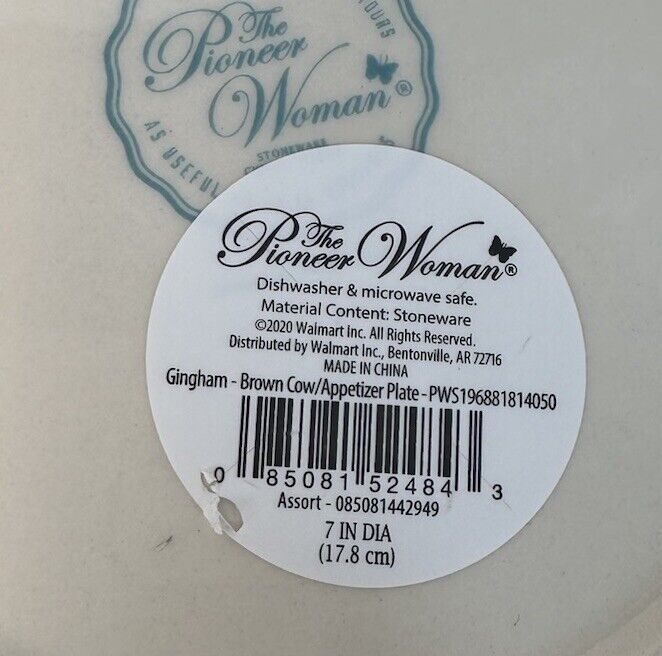 The
Pioneer
Woman®
AS USEFUL
STONEWARE
The
Pioneer Woman®
Dishwasher & microwave safe.
Material Content: Stoneware
©2020 Walmart Inc. All Rights Reserved.
Distributed by Walmart Inc., Bentonville, AR 72716
MADE IN CHINA
Gingham - Brown Cow/Appetizer Plate - PWS196881814050
0 85081 52484 3
Assort - 085081442949
7 IN DIA
(17.8 cm)